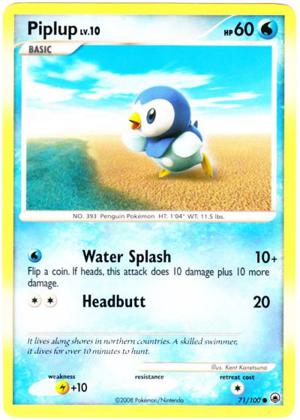 Piplup LV.10 HP 60
BASIC
NO. 393 Penguin Pokémon HT: 1'04" WT: 11.5 lbs.
Water Splash 10+
Flip a coin. If heads, this attack does 10 damage plus 10 more
damage.
Headbutt 20
It lives along shores in northern countries. A skilled swimmer,
it dives for over 10 minutes to hunt.
Illus. Kent Kanetsuna
weakness resistance retreat cost
+10
©2008 Pokémon/Nintendo 71/100